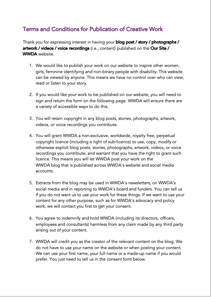 Terms and Conditions for Publication of Creative Work
Thank you for expressing interest in having your blog post / story / photographs /
artwork / videos / voice recordings (i.e., content) published on the Our Site /
WWDA website.
1. We would like to publish your work on our website to inspire other women,
girls, feminine identifying and non-binary people with disability. This website
can be viewed by anyone. This means we have no control over who can view,
read or listen to your story.
2. If you would like your work to be published on our website, you will need to
sign and return the form on the following page. WWDA will ensure there are
a variety of accessible ways to do this.
3. You will retain copyright in any blog posts, stories, photographs, artwork,
videos, or voice recordings you contribute.
4. You will grant WWDA a non-exclusive, worldwide, royalty free, perpetual
copyright licence (including a right of sub-licence) to use, copy, modify or
otherwise exploit blog posts, stories, photographs, artwork, videos, or voice
recordings you contribute; and warrant that you have the right to grant such
licence. This means you will let WWDA post your work on the
WWDA blog that is published across WWDA's website and social media
accounts.
5. Extracts from the blog may be used in WWDA's newsletters, on WWDA's
social media and in reporting to WWDA's board and funders. You can tell us
if you do not want us to use your work for these things. If we want to use your
content for any other purpose, such as for WWDA's advocacy and policy
work, we will contact you first to get your consent.
6. You agree to indemnify and hold WWDA (including its directors, officers,
employees and consultants) harmless from any claim made by any third party
arising out of your content.
7. WWDA will credit you as the creator of the relevant content on the blog. We
do not have to use your name on the website or when posting your content.
We can use your first name, your full name or a made-up name if you would
prefer. You just need to tell us in the consent form below.